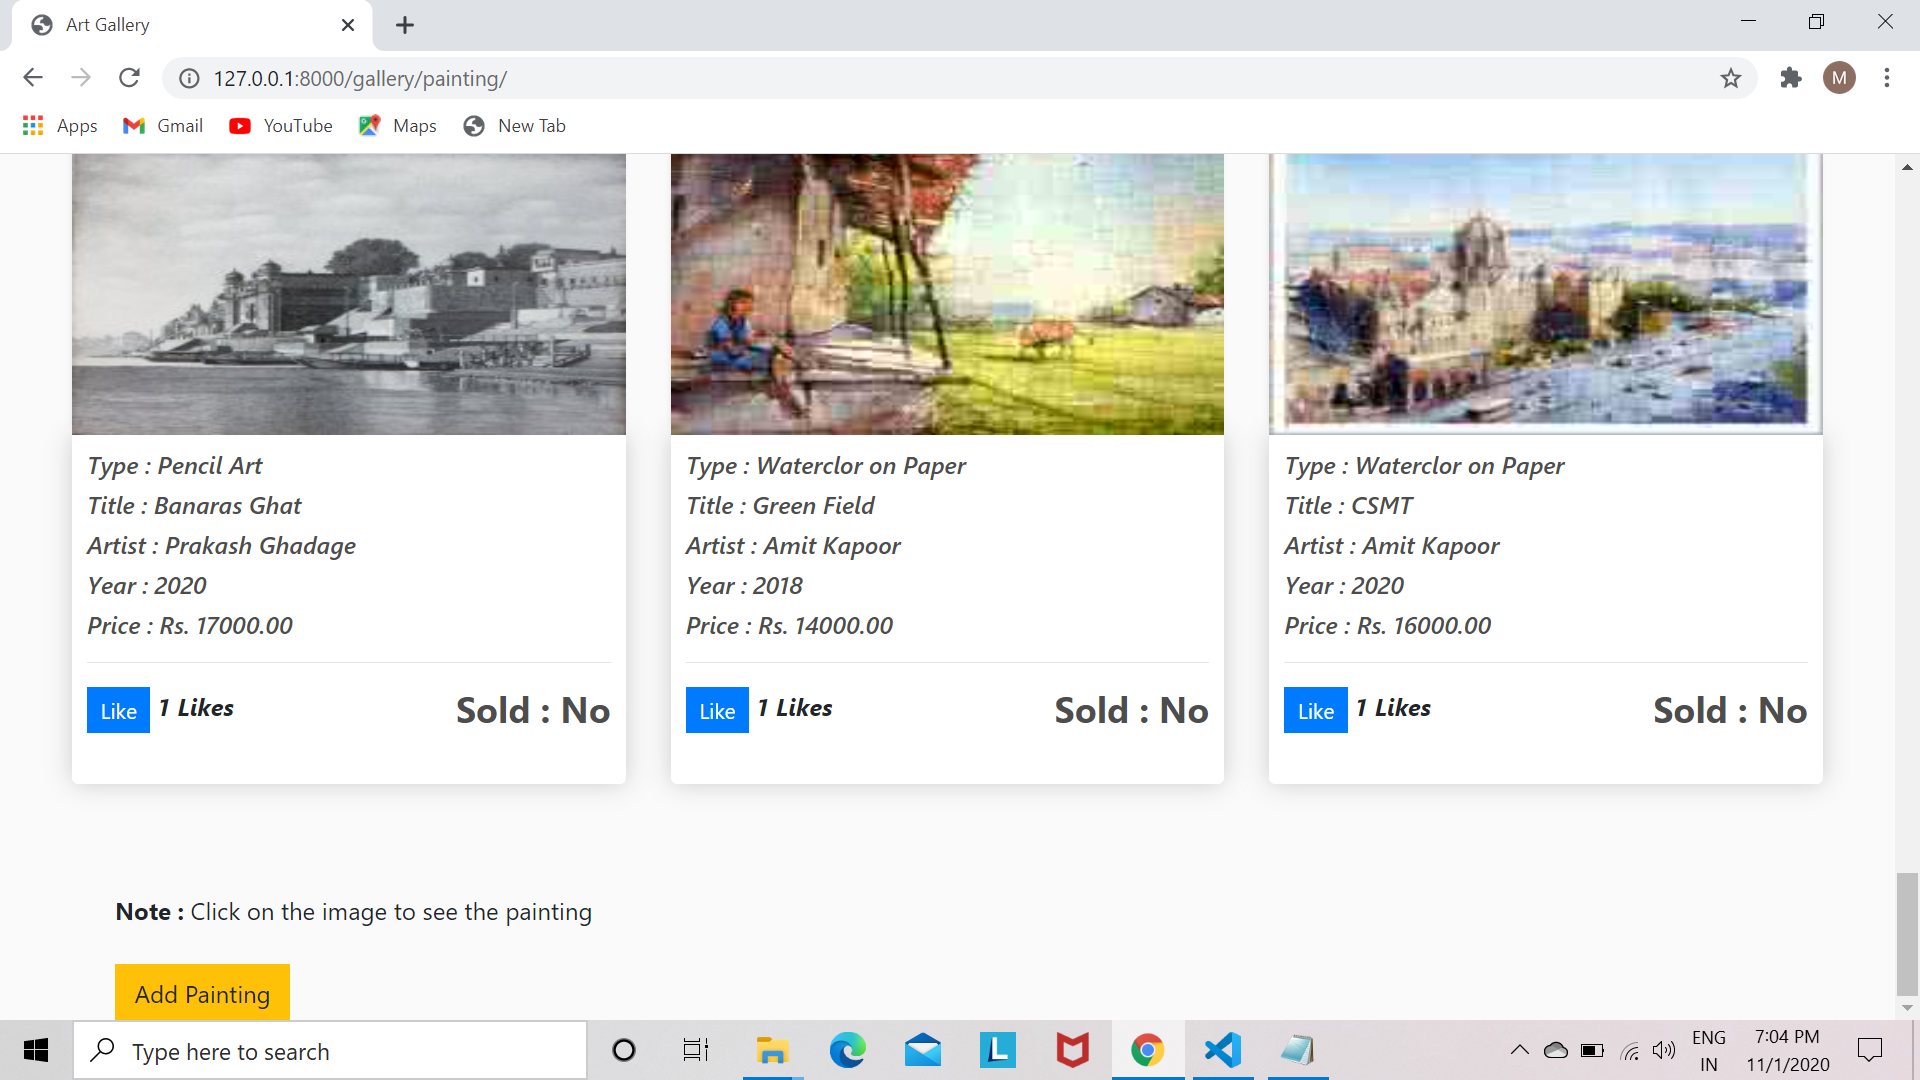 Art Gallery
127.0.0.1:8000/gallery/painting/
M
Apps Gmail YouTube Maps New Tab
Type : Pencil Art
Title : Banaras Ghat
Artist : Prakash Ghadage
Year : 2020
Price : Rs. 17000.00
Like 1 Likes Sold : No
Type : Waterclor on Paper
Title : Green Field
Artist : Amit Kapoor
Year : 2018
Price : Rs. 14000.00
Like 1 Likes Sold : No
Type : Waterclor on Paper
Title : CSMT
Artist : Amit Kapoor
Year : 2020
Price : Rs. 16000.00
Like 1 Likes Sold : No
Note : Click on the image to see the painting
Add Painting
Type here to search
L
ENG
IN
7:04 PM
11/1/2020